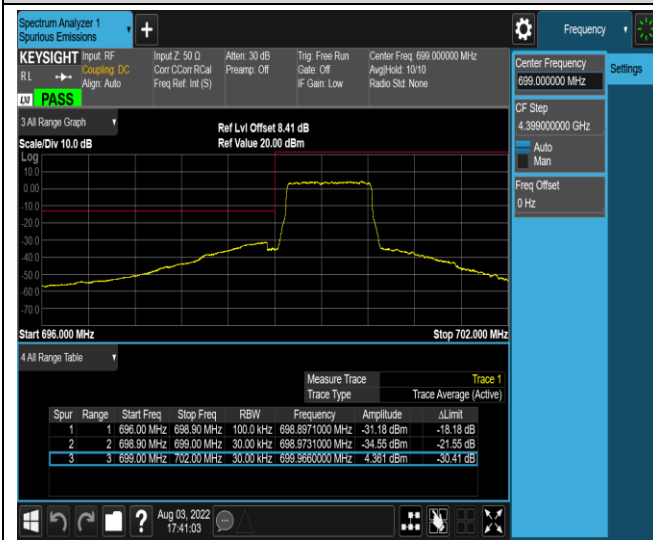 Spectrum Analyzer 1
Spurious Emissions
+
Frequency
KEYSIGHT Input: RF Input Z: 50 Ω Atten: 30 dB Trig: Free Run Center Freq: 699.000000 MHz
R L Coupling: DC Corr CCorr RCal Preamp: Off Gate: Off Avg|Hold: 10/10
Align: Auto Freq Ref: Int (S) IF Gain: Low Radio Std: None
LXI PASS
Center Frequency
699.000000 MHz
Settings
CF Step
4.399000000 GHz
Auto
Man
Freq Offset
0 Hz
3 All Range Graph
Ref Lvl Offset 8.41 dB
Scale/Div 10.0 dB Ref Value 20.00 dBm
Log
10.0
0.00
-10.0
-20.0
-30.0
-40.0
-50.0
-60.0
-70.0
Start 696.000 MHz Stop 702.000 MHz
4 All Range Table
Measure Trace Trace 1
Trace Type Trace Average (Active)
Spur Range Start Freq Stop Freq RBW Frequency Amplitude ΔLimit
1 1 696.00 MHz 698.90 MHz 100.0 kHz 698.8971000 MHz -31.18 dBm -18.18 dB
2 2 698.90 MHz 699.00 MHz 30.00 kHz 698.9731000 MHz -34.55 dBm -21.55 dB
3 3 699.00 MHz 702.00 MHz 30.00 kHz 699.9660000 MHz 4.361 dBm -30.41 dB
?
Aug 03, 2022
17:41:03